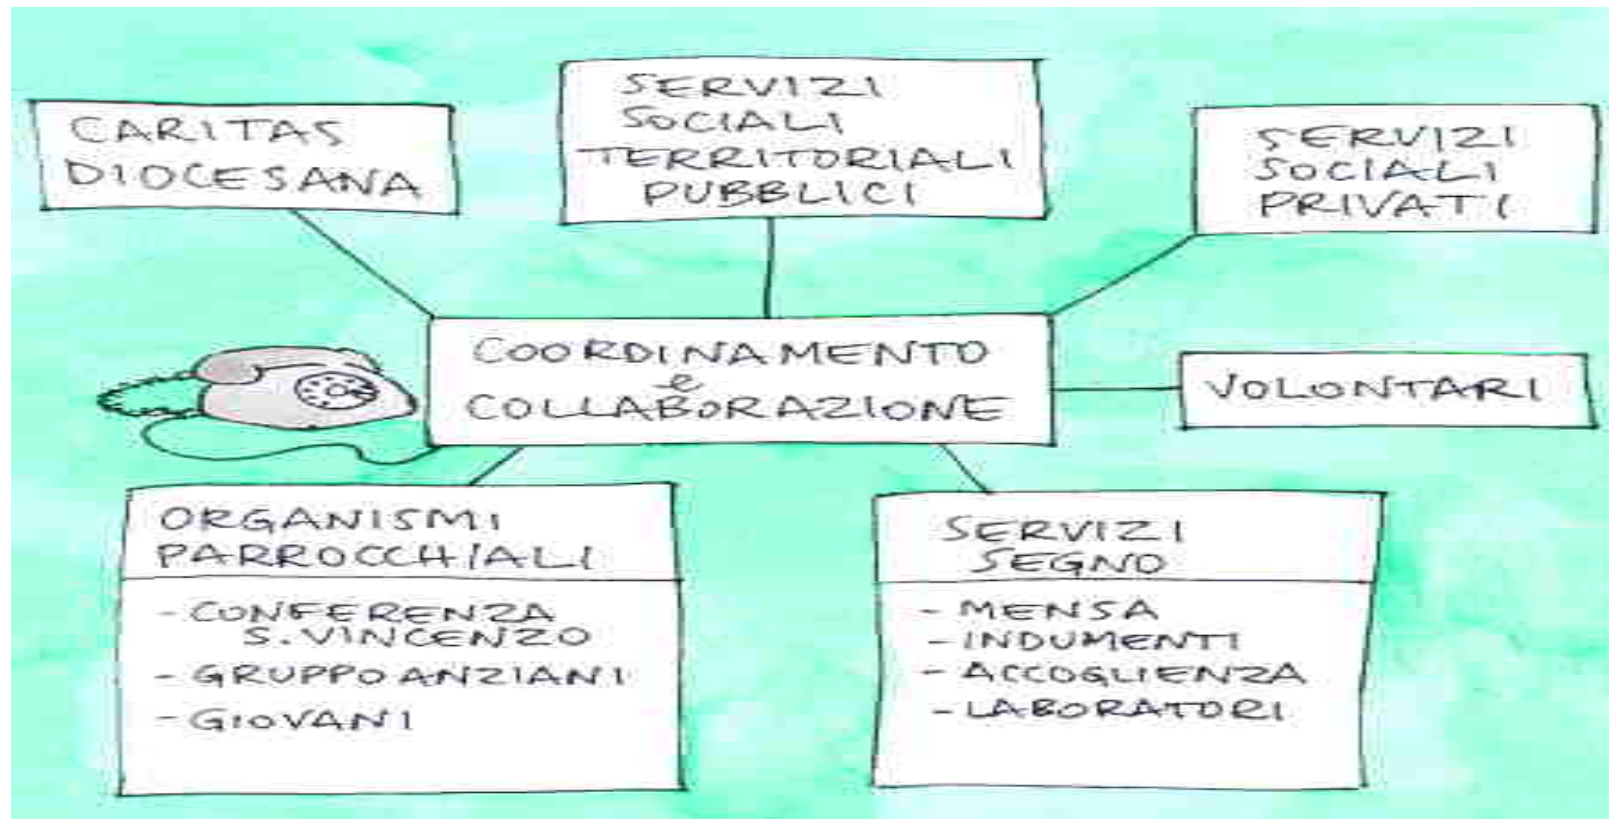 CARITAS
DIOCESANA
SERVIZI
SOCIALI
TERRITORIALI
PUBBLICI
SERVIZI
SOCIALI
PRIVATI
COORDINAMENTO
e
COLLABORAZIONE
VOLONTARI
ORGANISMI
PARROCCHIALI
- CONFERENZA
S. VINCENZO
- GRUPPO ANZIANI
- GIOVANI
SERVIZI
SEGNO
- MENSA
- INDUMENTI
- ACCOGLIENZA
- LABORATORI